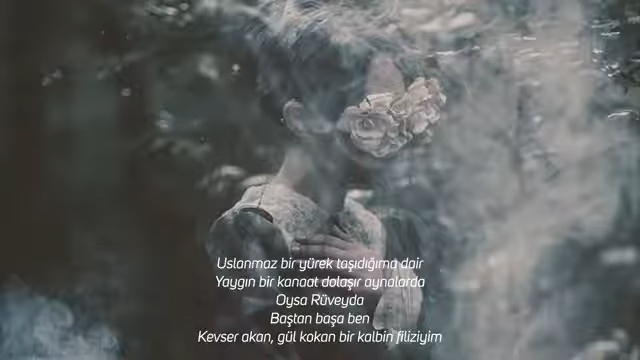 Uslanmaz bir yürek taşıdığıma dair
Yaygın bir kanaat dolaşır aynalarda
Oysa Rüveyda
Baştan başa ben
Kevser akan, gül kokan bir kalbin filiziyim